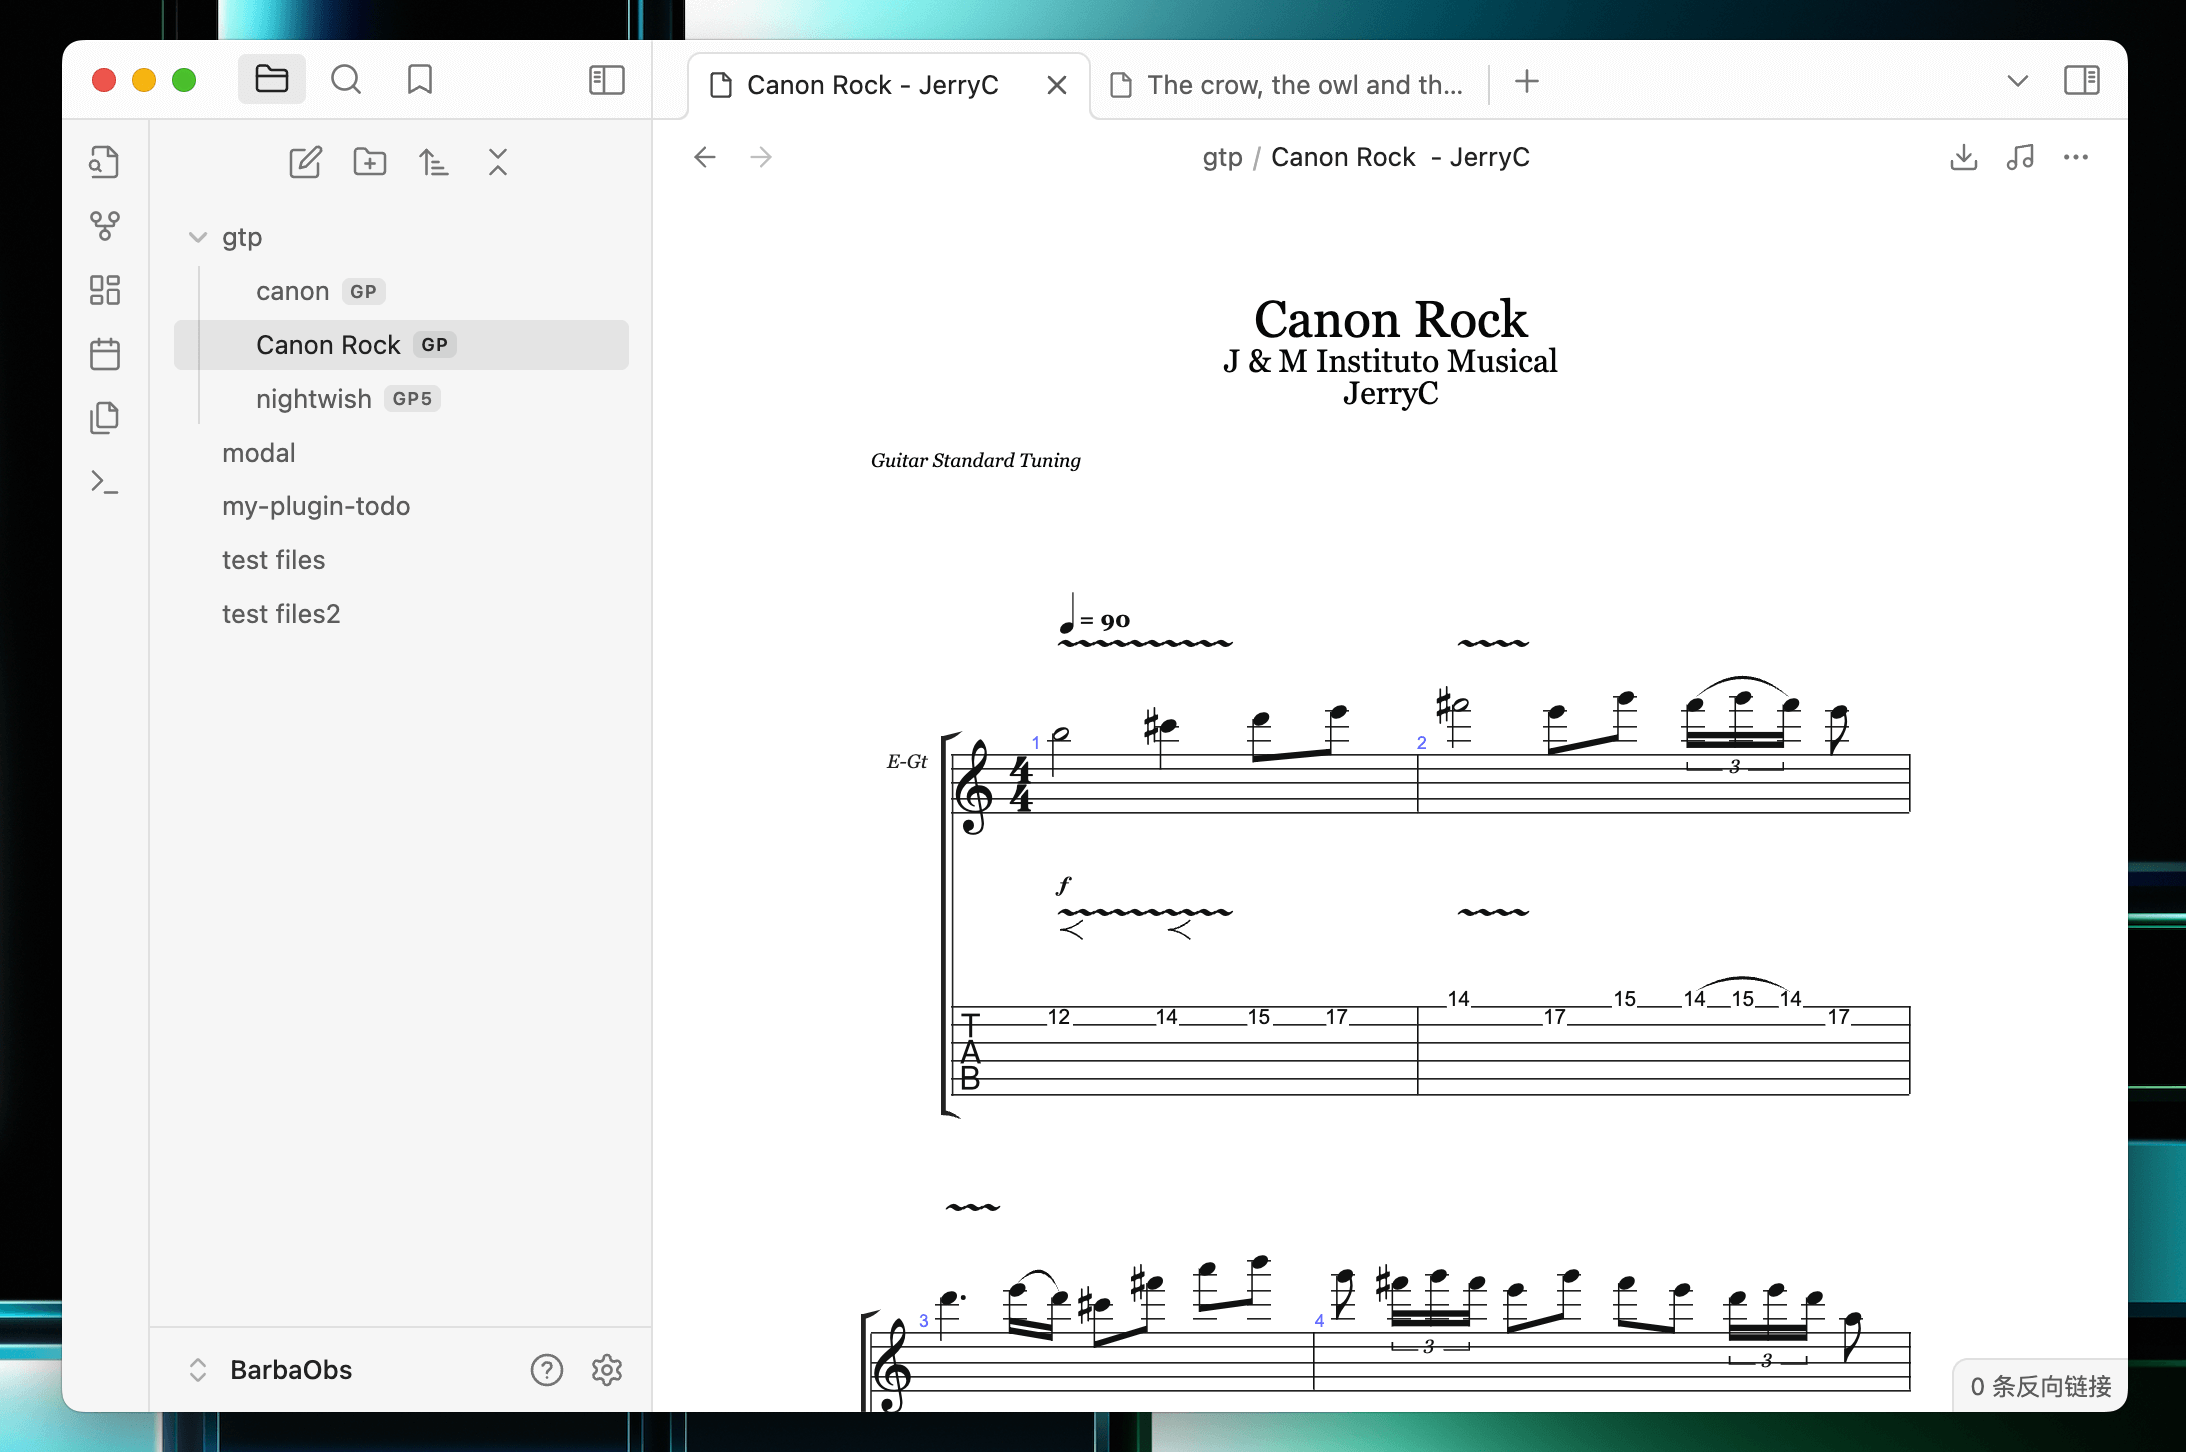 Canon Rock - JerryC
The crow, the owl and th...
gtp / Canon Rock - JerryC
gtp
canon GP
Canon Rock GP
nightwish GP5
modal
my-plugin-todo
test files
test files2
BarbaObs
Canon Rock
J & M Instituto Musical
JerryC
Guitar Standard Tuning
= 90
1 2
E-Gt
4
4
3
f
14 15 14 15 14
12 14 15 17 17 17
T
A
B
3 4
3 3
0 条反向链接